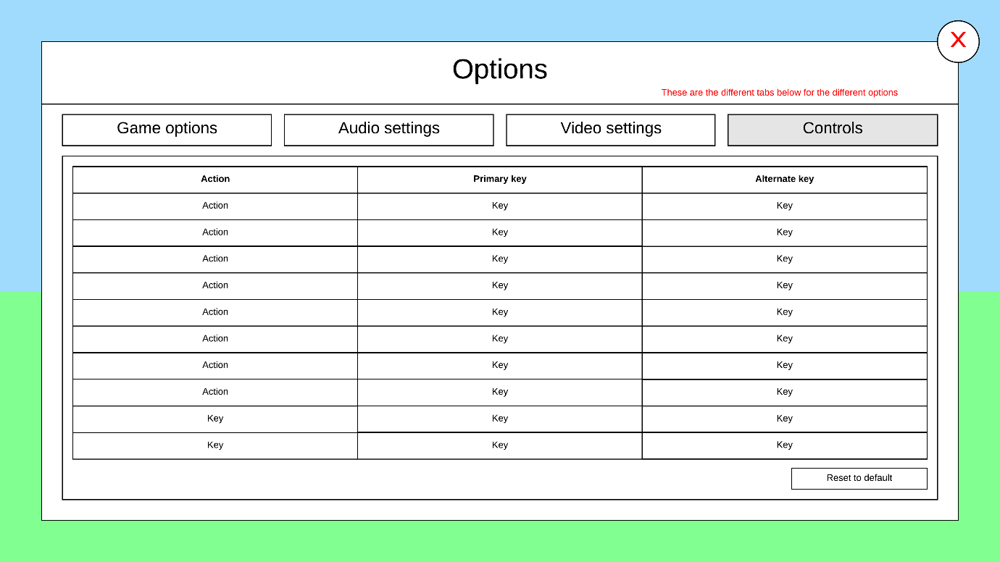 X
Options
These are the different tabs below for the different options
Game options Audio settings Video settings Controls
Action Primary key Alternate key
Action Key Key
Action Key Key
Action Key Key
Action Key Key
Action Key Key
Action Key Key
Action Key Key
Action Key Key
Key Key Key
Key Key Key
Reset to default